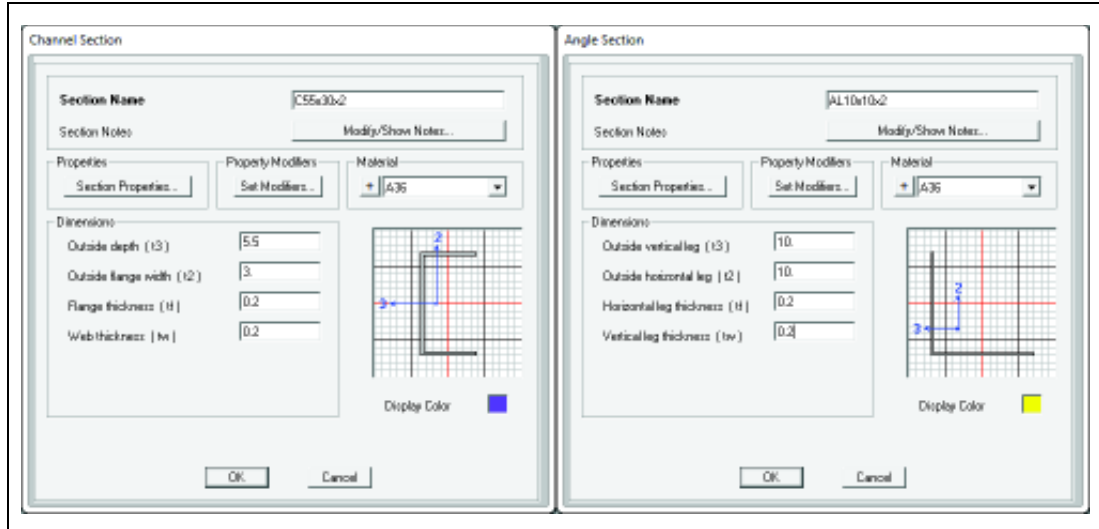 Channel Section
Section Name C55x30x2
Section Notes Modify/Show Notes...
Properties Property Modifiers Material
Section Properties... Set Modifiers... + A36
Dimensions
Outside depth (t3) 5.5
Outside flange width (t2) 3.
Flange thickness (tf) 0.2
Web thickness (tw) 0.2
2
3
Display Color
OK Cancel
Angle Section
Section Name AL10x10x2
Section Notes Modify/Show Notes...
Properties Property Modifiers Material
Section Properties... Set Modifiers... + A36
Dimensions
Outside vertical leg (t3) 10.
Outside horizontal leg (t2) 10.
Horizontal leg thickness (tf) 0.2
Vertical leg thickness (tw) 0.2
2
3
Display Color
OK Cancel